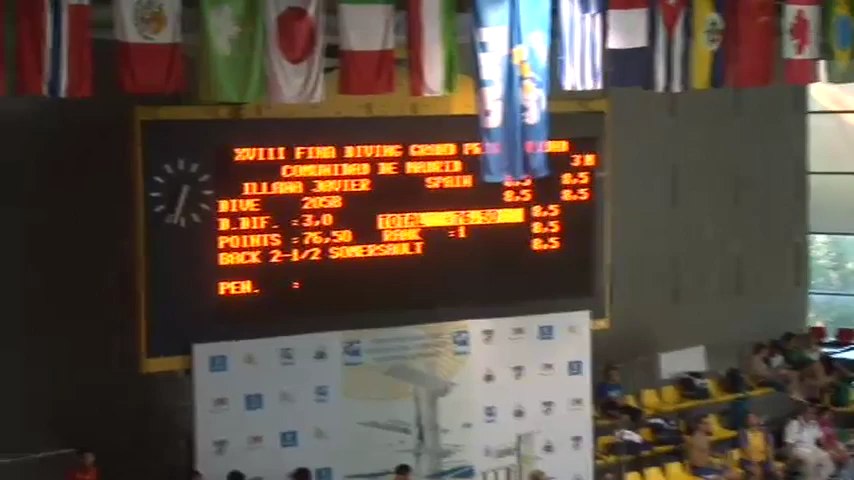 XVIII FINA DIVING GRAND
COMUNIDAD DE MADRID 3M
ILLANA JAVIER SPAIN 8.5 8.5
DIVE 205B 8.5 8.5
D.DIF. :3,0 TOTAL 8.5
POINTS :76,50 RANK :1 8.5
BACK 2-1/2 SOMERSAULT 8.5
PEN. :